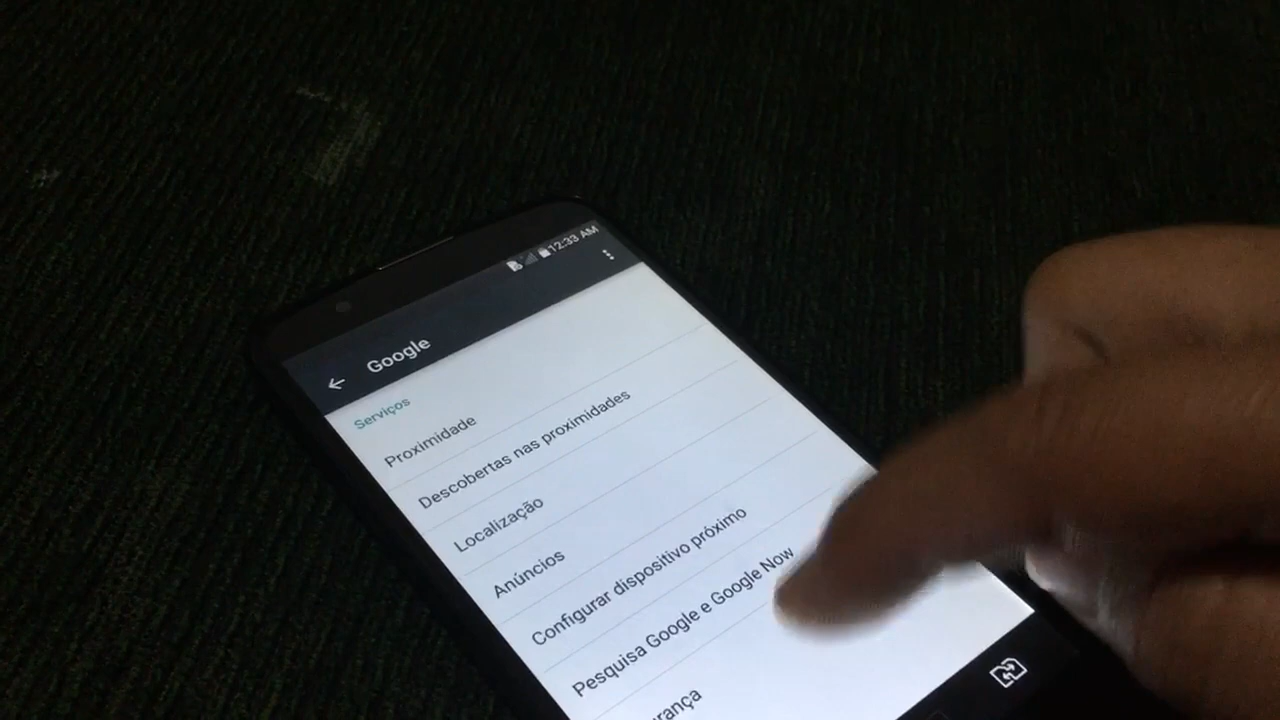 12:33 AM
Google
Serviços
Proximidade
Descobertas nas proximidades
Localização
Anúncios
Configurar dispositivo próximo
Pesquisa Google e Google Now